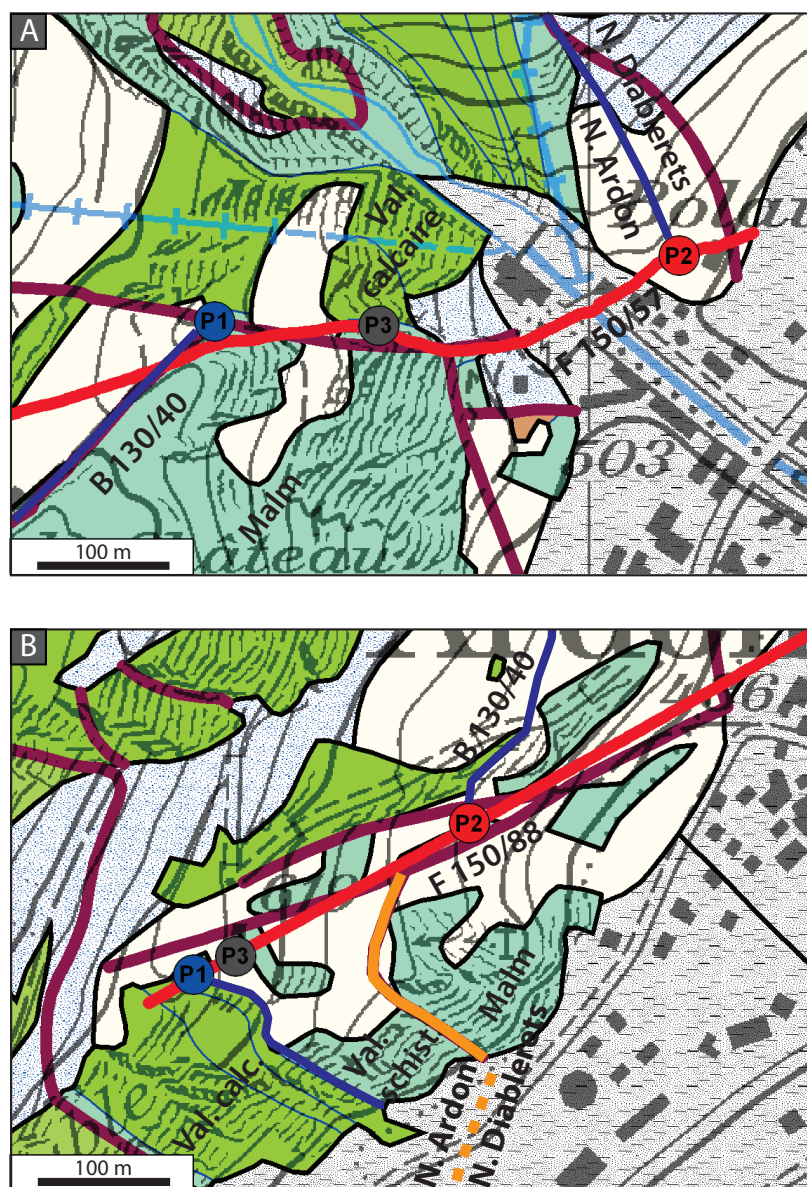 A
N. Diablerets
N. Ardon
Val.
calcaire
P1
P2
P3
F 150/57
B 130/40
Malm
503
100 m
B
B 130/40
P2
F 150/88
P3
P1
Malm
Val.
schist.
Val. calc.
N. Ardon
N. Diablerets
100 m